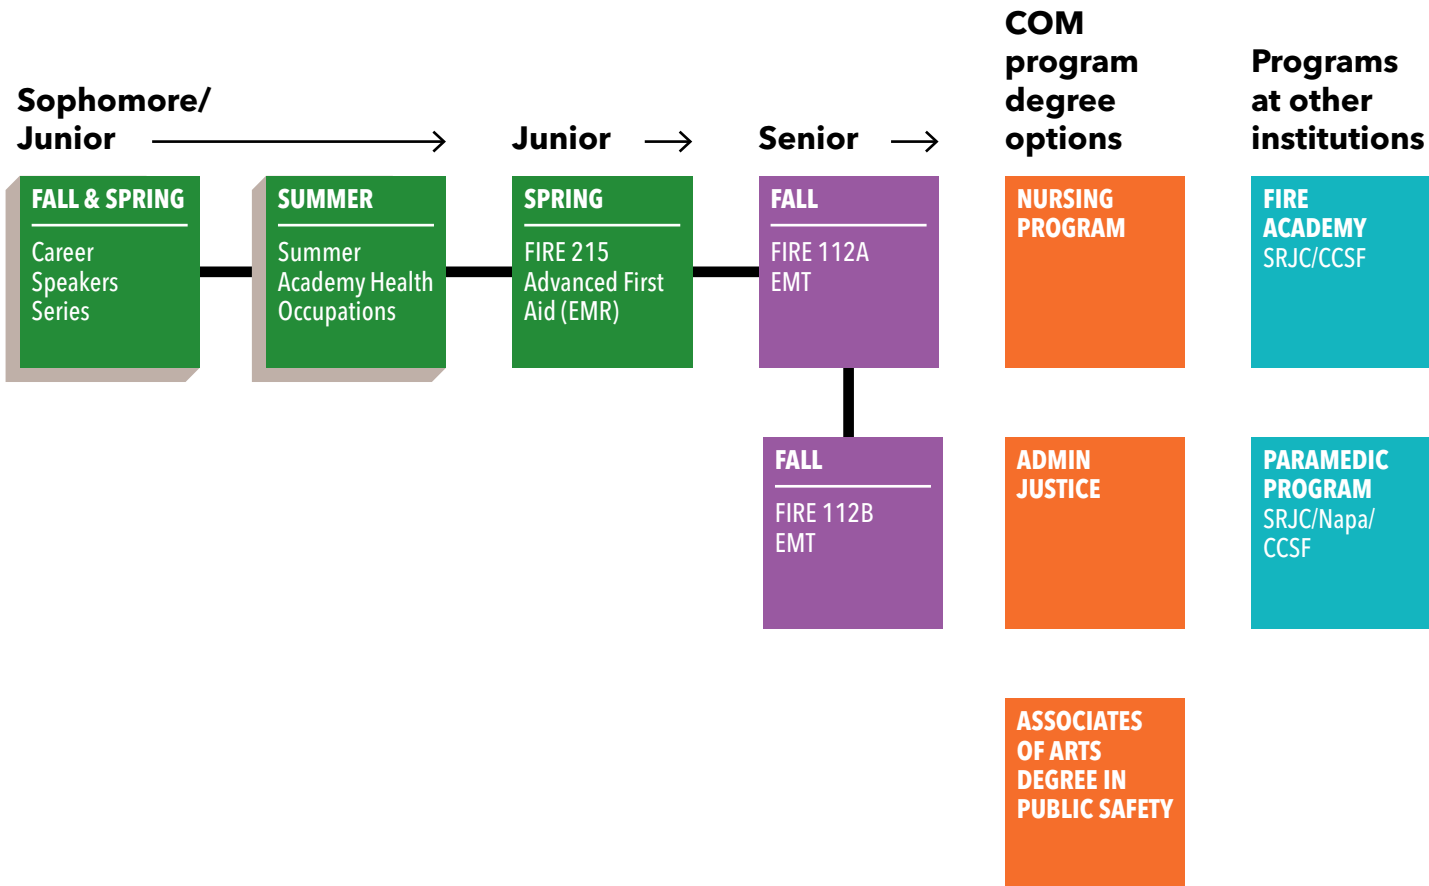 Sophomore/
Junior
Junior
Senior
COM
program
degree
options
Programs
at other
institutions
FALL & SPRING
Career
Speakers
Series
SUMMER
Summer
Academy Health
Occupations
SPRING
FIRE 215
Advanced First
Aid (EMR)
FALL
FIRE 112A
EMT
NURSING
PROGRAM
FIRE
ACADEMY
SRJC/CCSF
FALL
FIRE 112B
EMT
ADMIN
JUSTICE
PARAMEDIC
PROGRAM
SRJC/Napa/
CCSF
ASSOCIATES
OF ARTS
DEGREE IN
PUBLIC SAFETY